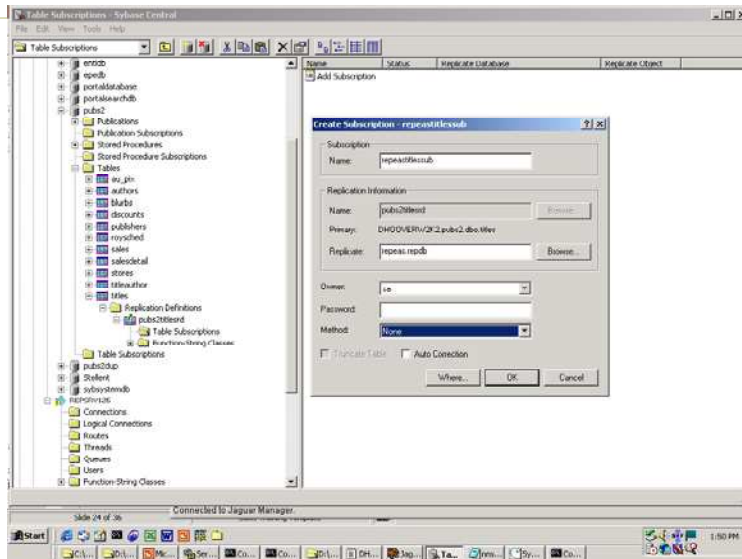 Table Subscriptions - Sybase Central
File Edit View Tools Help
Table Subscriptions
Name Status Replicate Database Replicate Object
Add Subscription
entldb
epedb
portaldatabase
portalsearchdb
pubs2
Publications
Publication Subscriptions
Stored Procedures
Stored Procedure Subscriptions
Tables
au_pix
authors
blurbs
discounts
publishers
roysched
sales
salesdetail
stores
titleauthor
titles
Replication Definitions
pubs2titlesrd
Table Subscriptions
Function-String Classes
Table Subscriptions
pubs2dup
Stellent
sybsystemdb
REPSRV126
Connections
Logical Connections
Routes
Threads
Queues
Users
Function-String Classes
Create Subscription - repeastitlessub
Subscription
Name: repeastitlessub
Replication Information
Name: pubs2titlesrd Browse...
Primary: DHOOVERW2K2.pubs2.dbo.titles
Replicate: repeas.repdb Browse...
Owner: sa
Password:
Method: None
Truncate Table Auto Correction
Where... OK Cancel
Slide 24 of 36
Connected to Jaguar Manager.
Start
1:50 PM